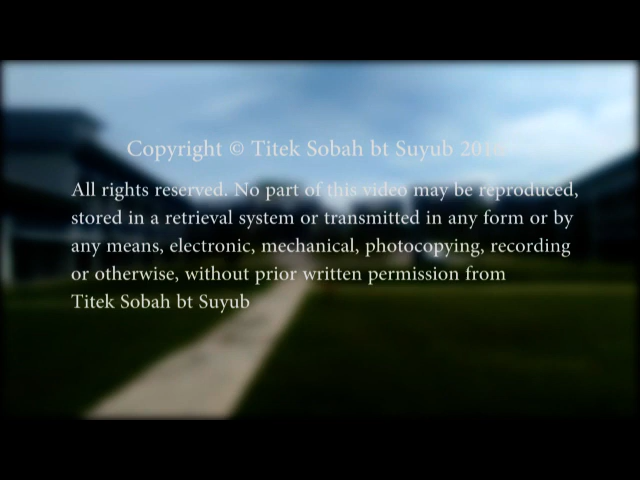 Copyright © Titek Sobah bt Suyub
All rights reserved. No part of this video may be reproduced,
stored in a retrieval system or transmitted in any form or by
any means, electronic, mechanical, photocopying, recording
or otherwise, without prior written permission from
Titek Sobah bt Suyub